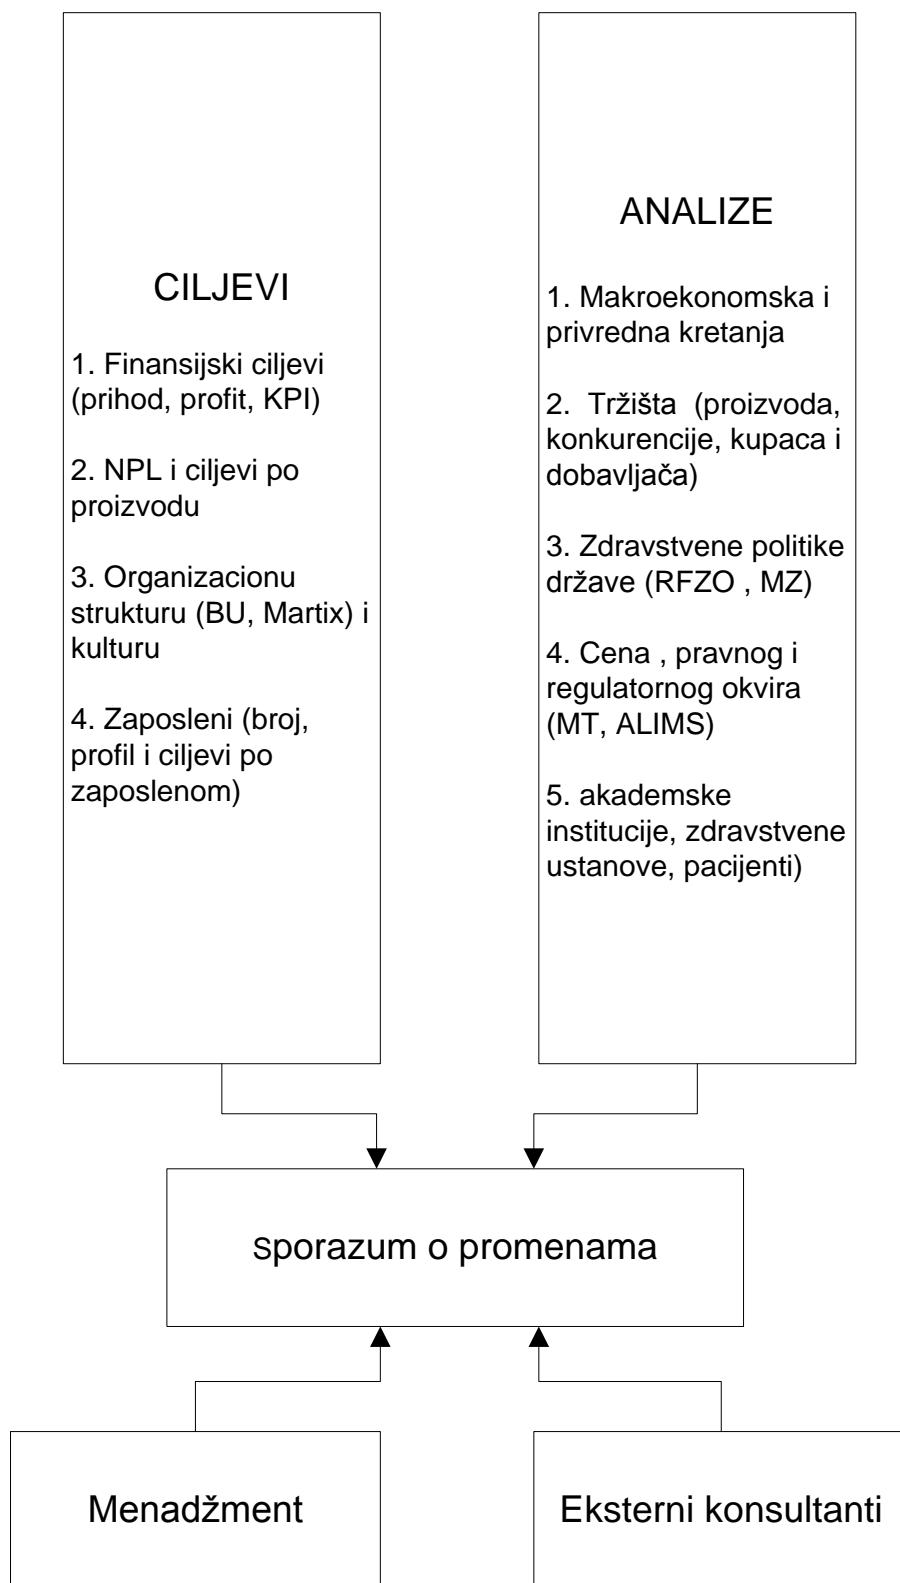 CILJEVI
1. Finansijski ciljevi
(prihod, profit, KPI)
2. NPL i ciljevi po
proizvodu
3. Organizacionu
strukturu (BU, Martix) i
kulturu
4. Zaposleni (broj,
profil i ciljevi po
zaposlenom)
ANALIZE
1. Makroekonomska i
privredna kretanja
2. Tržišta (proizvoda,
konkurencije, kupaca i
dobavljača)
3. Zdravstvene politike
države (RFZO , MZ)
4. Cena , pravnog i
regulatornog okvira
(MT, ALIMS)
5. akademske
institucije, zdravstvene
ustanove, pacijenti)
sporazum o promenama
Menadžment
Eksterni konsultanti